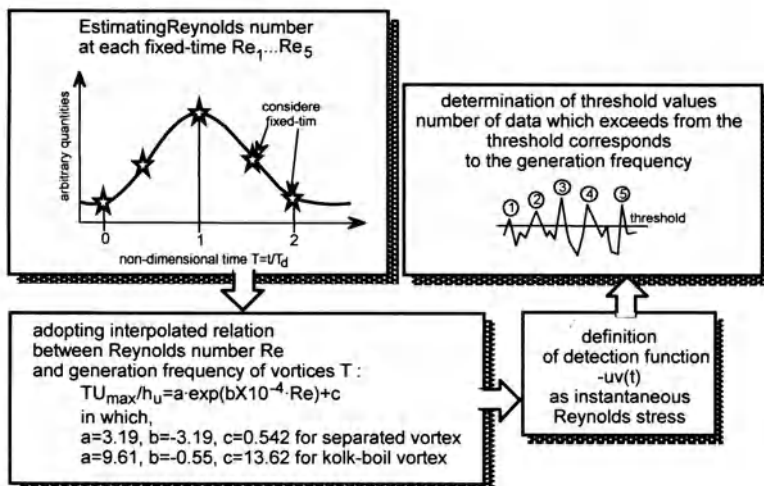 EstimatingReynolds number
at each fixed-time Re₁...Re₅
arbitrary quantities
considere
fixed-tim
0 1 2
non-dimensional time T=t/T_d
adopting interpolated relation
between Reynolds number Re
and generation frequency of vortices T :
TU_max/h_u=a·exp(bX10⁻⁴·Re)+c
in which,
a=3.19, b=-3.19, c=0.542 for separated vortex
a=9.61, b=-0.55, c=13.62 for kolk-boil vortex
definition
of detection function
-uv(t)
as instantaneous
Reynolds stress
determination of threshold values
number of data which exceeds from the
threshold corresponds
to the generation frequency
① ② ③ ④ ⑤
threshold